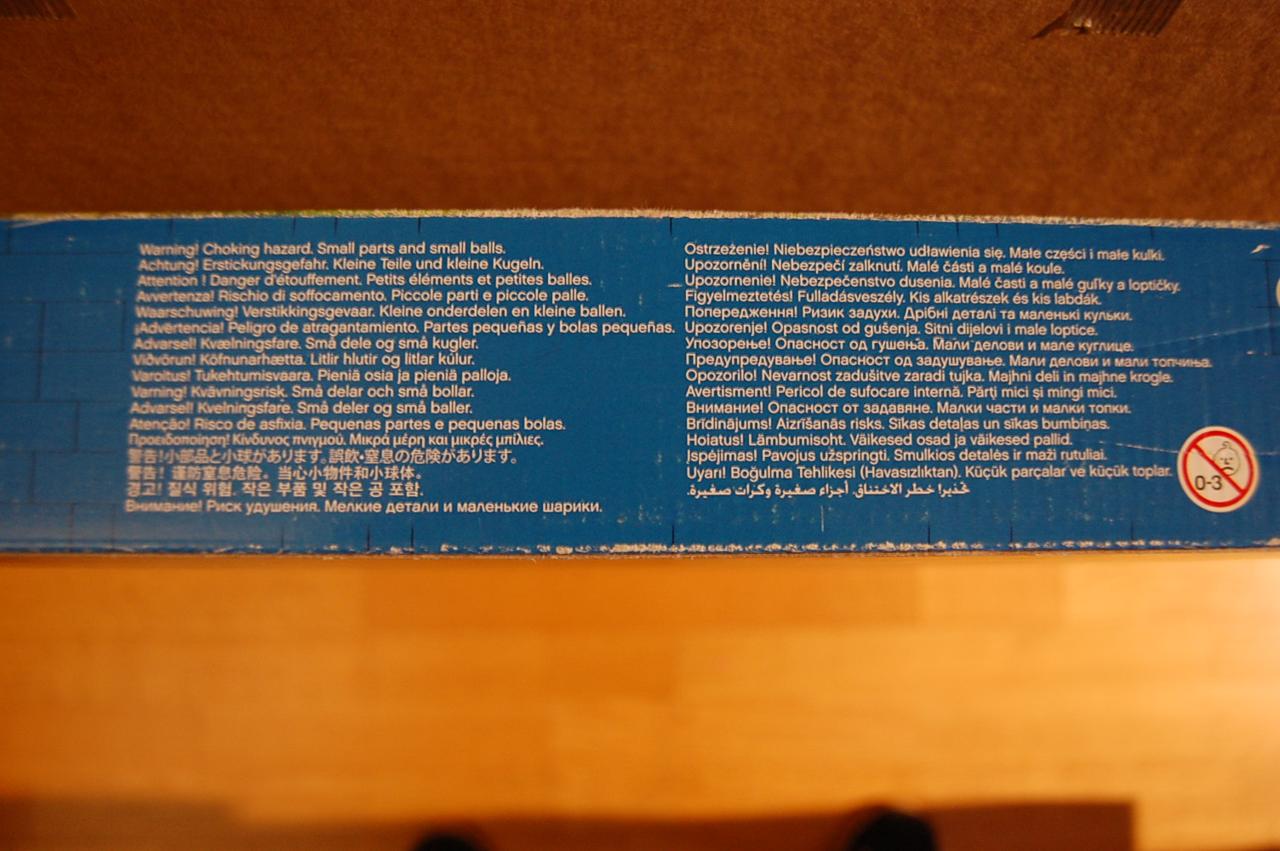 Warning! Choking hazard. Small parts and small balls.
Achtung! Erstickungsgefahr. Kleine Teile und kleine Kugeln.
Attention ! Danger d'étouffement. Petits éléments et petites balles.
Avvertenza! Rischio di soffocamento. Piccole parti e piccole palle.
Waarschuwing! Verstikkingsgevaar. Kleine onderdelen en kleine ballen.
¡Advertencia! Peligro de atragantamiento. Partes pequeñas y bolas pequeñas.
Advarsel! Kvælningsfare. Små dele og små kugler.
Viðvörun! Köfnunarhætta. Litlir hlutir og litlar kúlur.
Varoitus! Tukehtumisvaara. Pieniä osia ja pieniä palloja.
Varning! Kvävningsrisk. Små delar och små bollar.
Advarsel! Kvelningsfare. Små deler og små baller.
Atenção! Risco de asfixia. Pequenas partes e pequenas bolas.
Προειδοποίηση! Κίνδυνος πνιγμού. Μικρά μέρη και μικρές μπίλιες.
警告!小部品と小球があります。誤飲・窒息の危険があります。
警告！谨防窒息危险。当心小物件和小球体。
경고! 질식 위험. 작은 부품 및 작은 공 포함.
Внимание! Риск удушения. Мелкие детали и маленькие шарики.
Ostrzeżenie! Niebezpieczeństwo udławienia się. Małe części i małe kulki.
Upozornění! Nebezpečí zalknutí. Malé části a malé koule.
Upozornenie! Nebezpečenstvo dusenia. Malé časti a malé guľky a loptičky.
Figyelmeztetés! Fulladásveszély. Kis alkatrészek és kis labdák.
Попередження! Ризик задухи. Дрібні деталі та маленькі кульки.
Upozorenje! Opasnost od gušenja. Sitni dijelovi i male loptice.
Упозорење! Опасност од гушења. Мали делови и мале куглице.
Предупредување! Опасност од задушување. Мали делови и мали топчиња.
Opozorilo! Nevarnost zadušitve zaradi tujka. Majhni deli in majhne krogle.
Avertisment! Pericol de sufocare internă. Părţi mici şi mingi mici.
Внимание! Опасност от задавяне. Малки части и малки топки.
Brīdinājums! Aizrīšanās risks. Sīkas detaļas un sīkas bumbiņas.
Hoiatus! Lämbumisoht. Väikesed osad ja väikesed pallid.
Įspėjimas! Pavojus užspringti. Smulkios detalės ir maži rutuliai.
Uyarı! Boğulma Tehlikesi (Havasızlıktan). Küçük parçalar ve küçük toplar.
تحذير! خطر الاختناق. أجزاء صغيرة وكرات صغيرة.
0-3